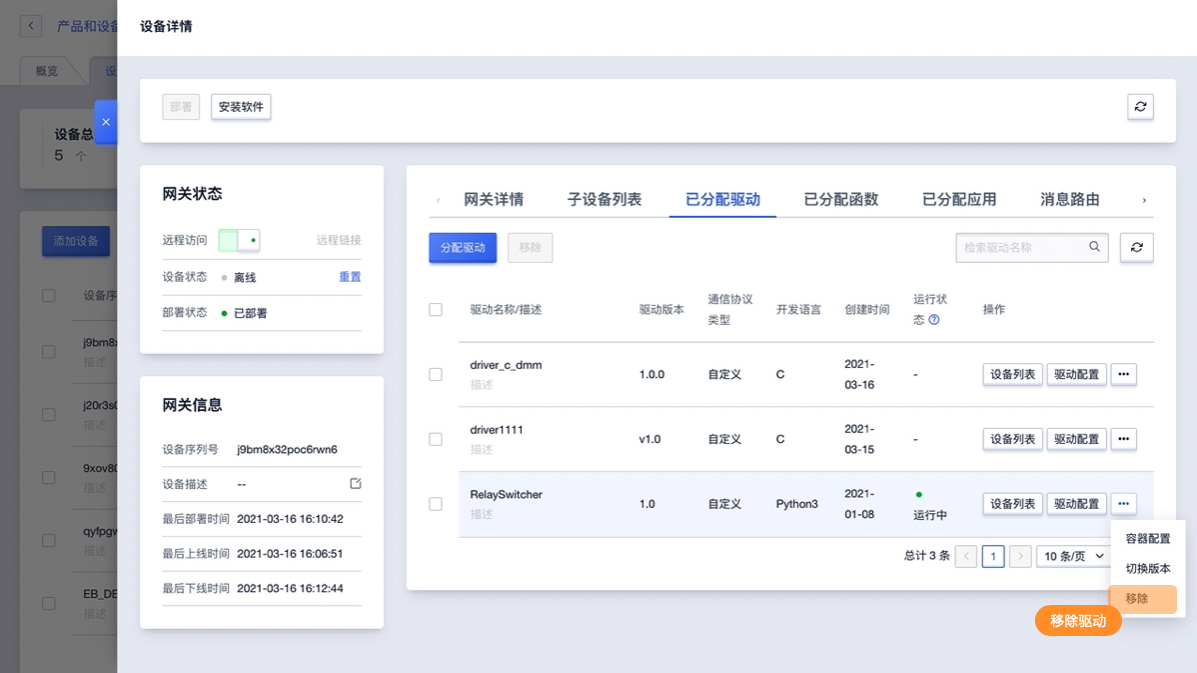 产品和设备
设备详情
概览
设
设备总
5 个
添加设备
设备序
j9bm8x
描述
j20r3s0
描述
9xov80
描述
qyfpgw
描述
EB_DE
描述
部署
安装软件
网关状态
远程访问
远程链接
设备状态
离线
重置
部署状态
已部署
网关信息
设备序列号 j9bm8x32poc6rwn6
设备描述 --
最后部署时间 2021-03-16 16:10:42
最后上线时间 2021-03-16 16:06:51
最后下线时间 2021-03-16 16:12:44
网关详情 子设备列表 已分配驱动 已分配函数 已分配应用 消息路由
分配驱动 移除
检索驱动名称
驱动名称/描述 驱动版本 通信协议类型 开发语言 创建时间 运行状态 操作
driver_c_dmm 1.0.0 自定义 C 2021-03-16 - 设备列表 驱动配置 •••
描述
driver1111 v1.0 自定义 C 2021-03-15 - 设备列表 驱动配置 •••
描述
RelaySwitcher 1.0 自定义 Python3 2021-01-08 运行中 设备列表 驱动配置 •••
描述
总计 3 条 1 10 条/页
容器配置
切换版本
移除
移除驱动